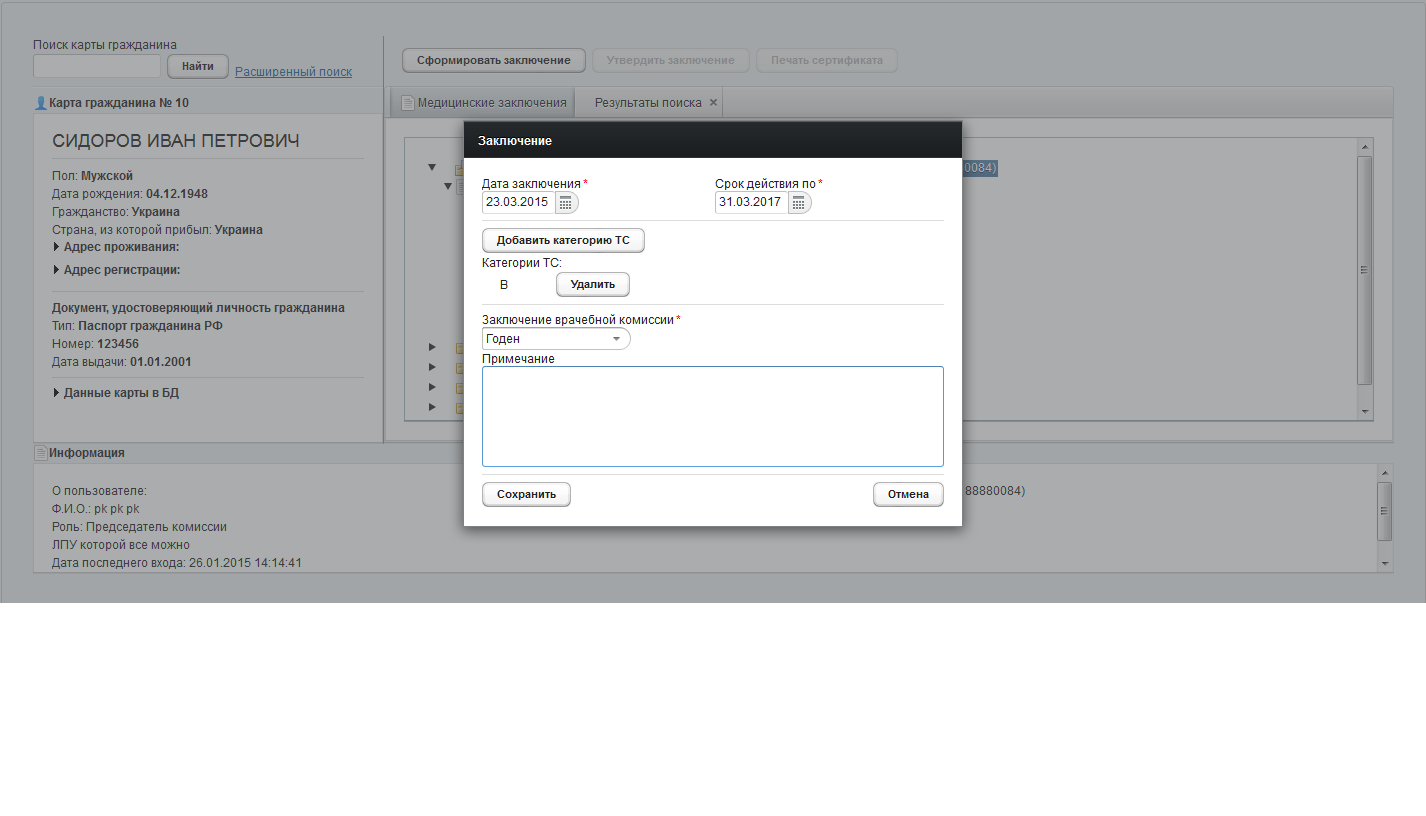 Поиск карты гражданина
Найти
Расширенный поиск
Сформировать заключение
Утвердить заключение
Печать сертификата
Карта гражданина № 10
Медицинские заключения
Результаты поиска
СИДОРОВ ИВАН ПЕТРОВИЧ
Пол: Мужской
Дата рождения: 04.12.1948
Гражданство: Украина
Страна, из которой прибыл: Украина
Адрес проживания:
Адрес регистрации:
Документ, удостоверяющий личность гражданина
Тип: Паспорт гражданина РФ
Номер: 123456
Дата выдачи: 01.01.2001
Данные карты в БД
0084)
Заключение
Дата заключения *
Срок действия по *
23.03.2015
31.03.2017
Добавить категорию ТС
Категории ТС:
B
Удалить
Заключение врачебной комиссии *
Годен
Примечание
Сохранить
Отмена
Информация
О пользователе:
Ф.И.О.: pk pk pk
Роль: Председатель комиссии
ЛПУ которой все можно
Дата последнего входа: 26.01.2015 14:14:41
88880084)